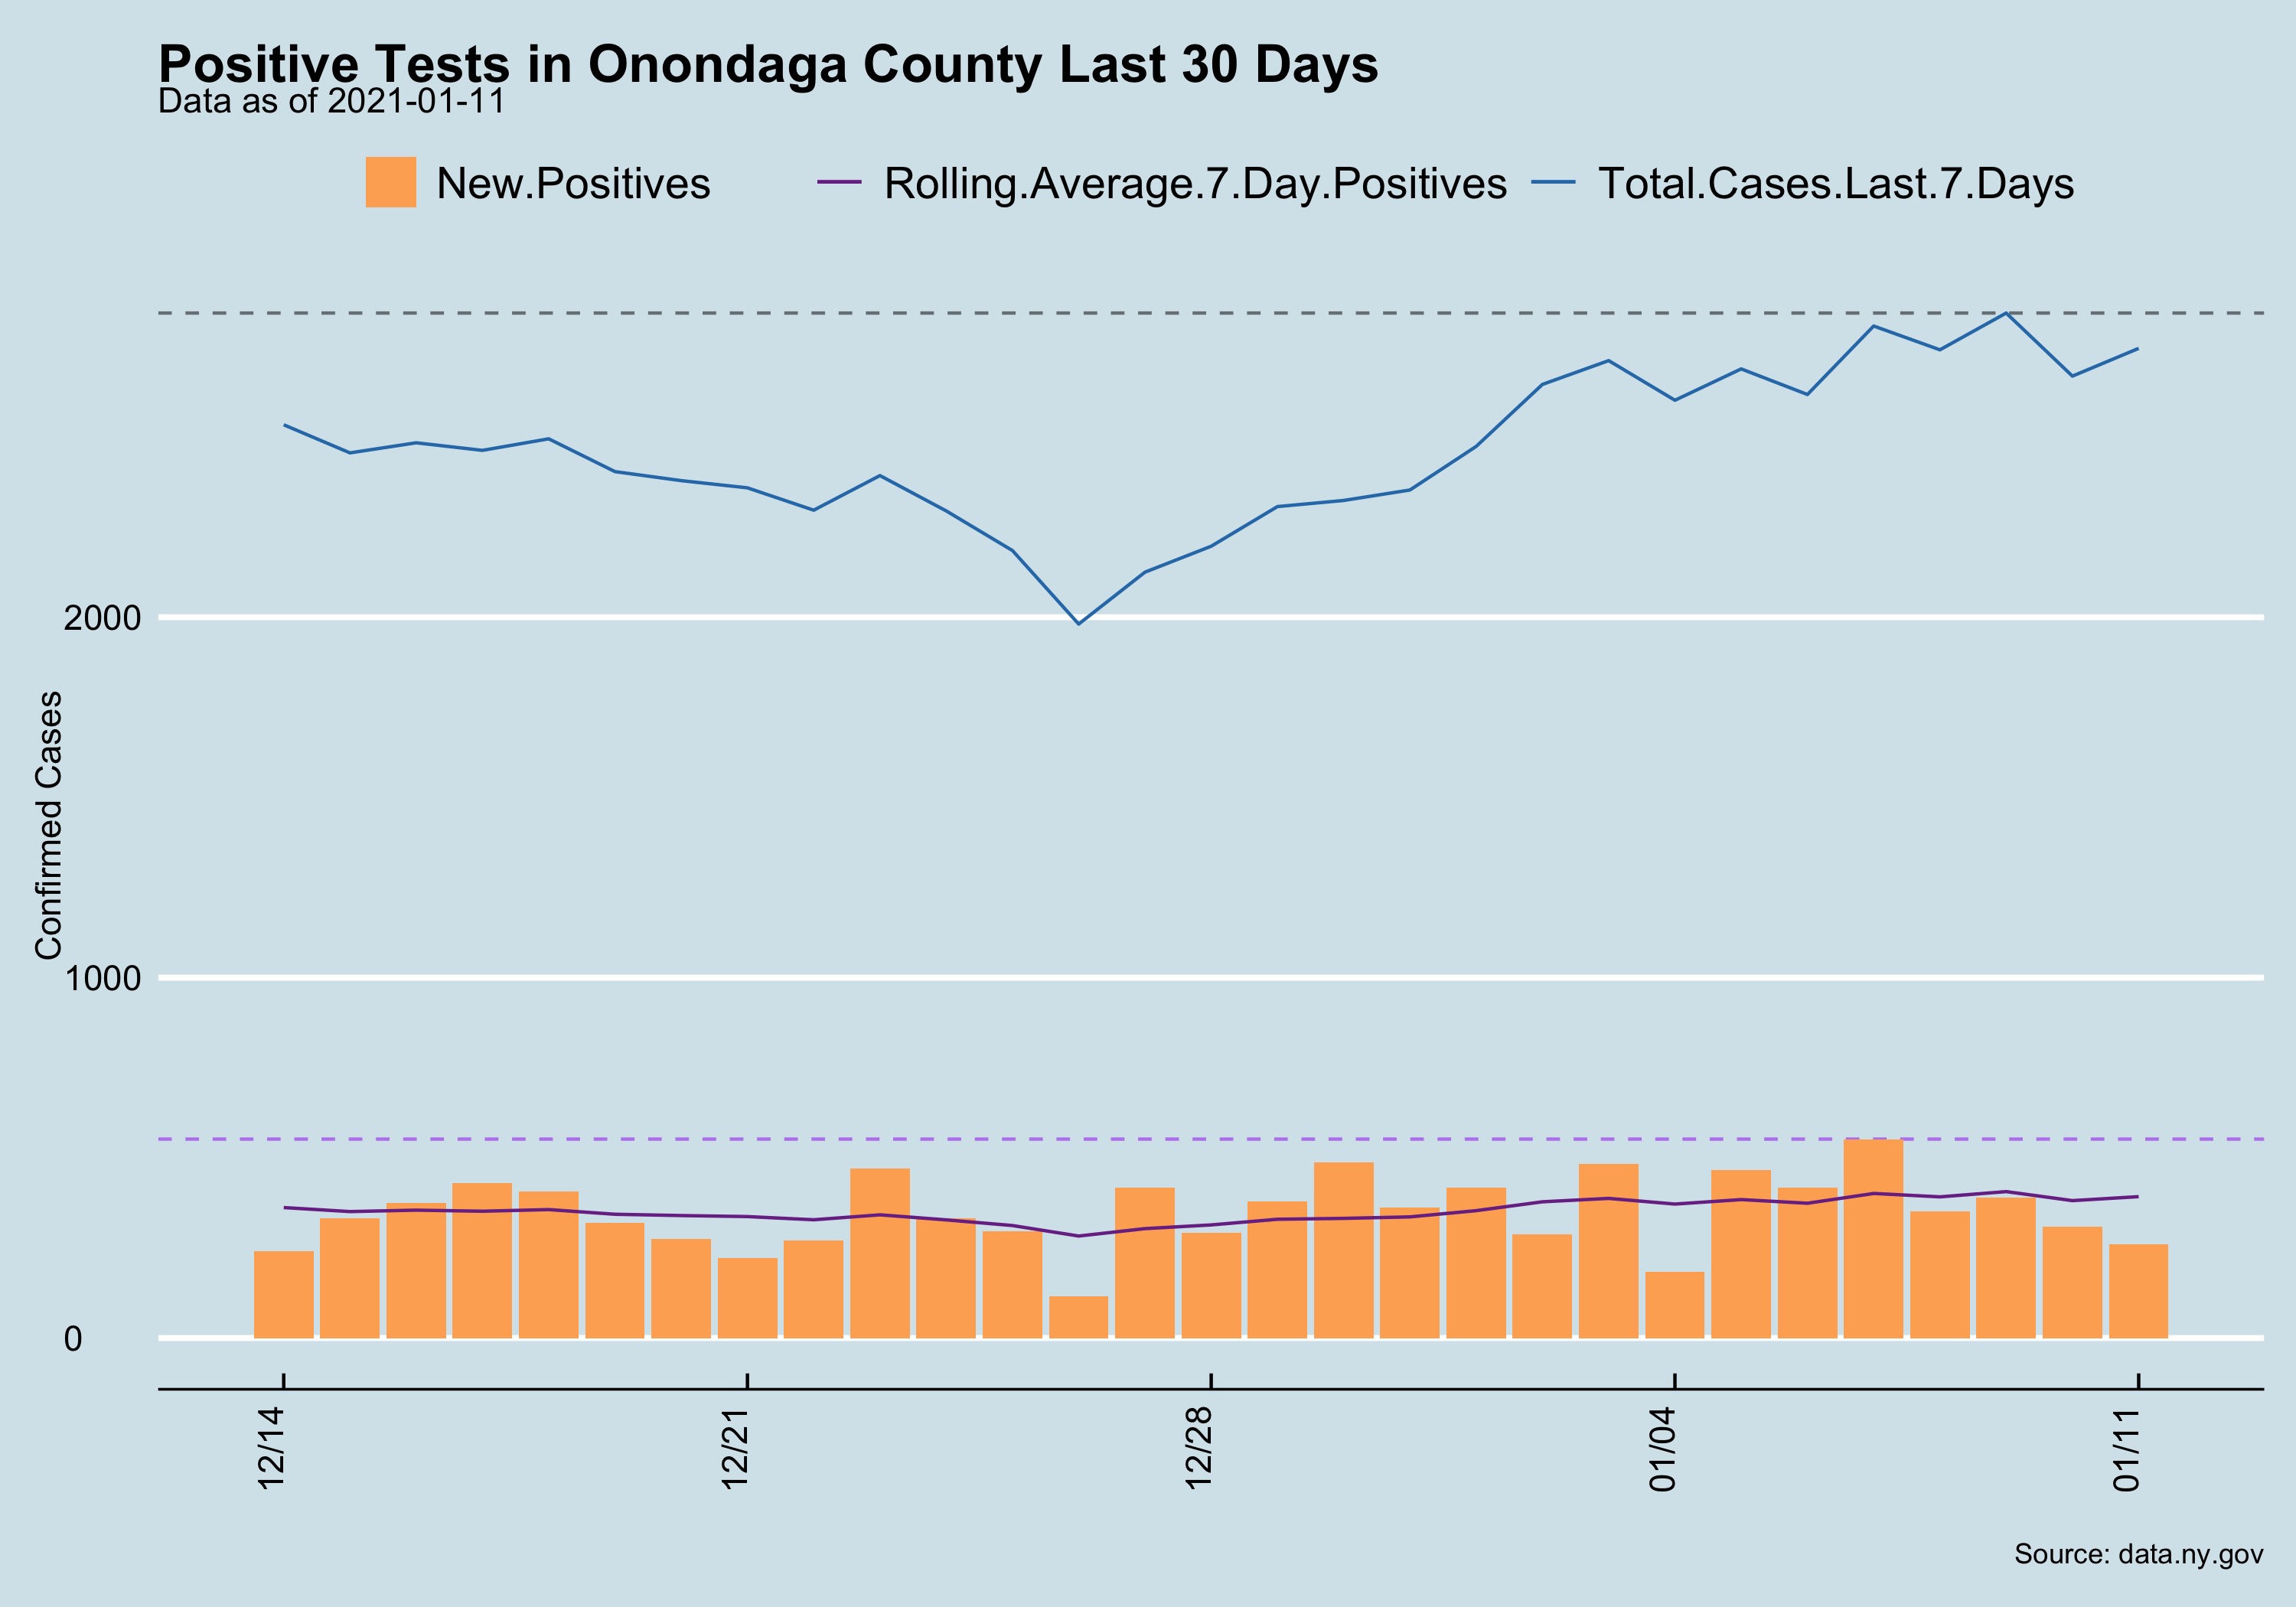 Positive Tests in Onondaga County Last 30 Days
Data as of 2021-01-11
New.Positives
Rolling.Average.7.Day.Positives
Total.Cases.Last.7.Days
Confirmed Cases
2000
1000
0
12/14
12/21
12/28
01/04
01/11
Source: data.ny.gov